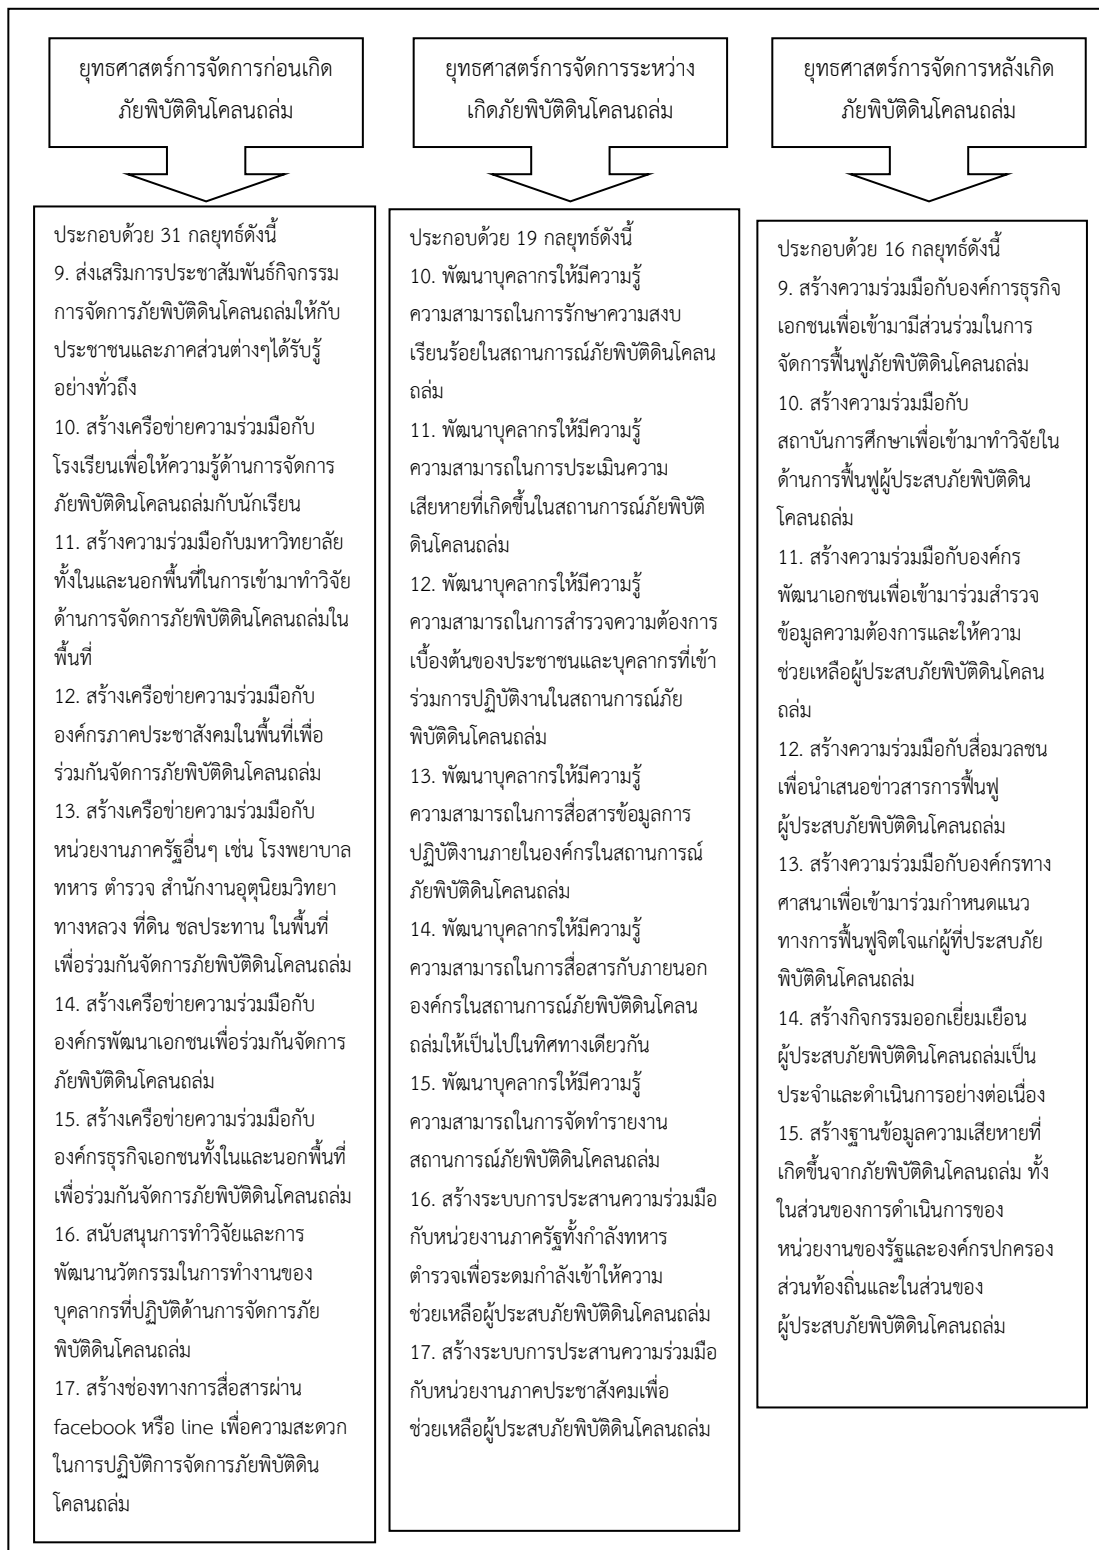 ยุทธศาสตร์การจัดการก่อนเกิด
ภัยพิบัติดินโคลนถล่ม
ประกอบด้วย 31 กลยุทธ์ดังนี้
9. ส่งเสริมการประชาสัมพันธ์กิจกรรม
การจัดการภัยพิบัติดินโคลนถล่มให้กับ
ประชาชนและภาคส่วนต่างๆได้รับรู้
อย่างทั่วถึง
10. สร้างเครือข่ายความร่วมมือกับ
โรงเรียนเพื่อให้ความรู้ด้านการจัดการ
ภัยพิบัติดินโคลนถล่มกับนักเรียน
11. สร้างความร่วมมือกับมหาวิทยาลัย
ทั้งในและนอกพื้นที่ในการเข้ามาทำวิจัย
ด้านการจัดการภัยพิบัติดินโคลนถล่มใน
พื้นที่
12. สร้างเครือข่ายความร่วมมือกับ
องค์กรภาคประชาสังคมในพื้นที่เพื่อ
ร่วมกันจัดการภัยพิบัติดินโคลนถล่ม
13. สร้างเครือข่ายความร่วมมือกับ
หน่วยงานภาครัฐอื่นๆ เช่น โรงพยาบาล
ทหาร ตำรวจ สำนักงานอุตุนิยมวิทยา
ทางหลวง ที่ดิน ชลประทาน ในพื้นที่
เพื่อร่วมกันจัดการภัยพิบัติดินโคลนถล่ม
14. สร้างเครือข่ายความร่วมมือกับ
องค์กรพัฒนาเอกชนเพื่อร่วมกันจัดการ
ภัยพิบัติดินโคลนถล่ม
15. สร้างเครือข่ายความร่วมมือกับ
องค์กรธุรกิจเอกชนทั้งในและนอกพื้นที่
เพื่อร่วมกันจัดการภัยพิบัติดินโคลนถล่ม
16. สนับสนุนการทำวิจัยและการ
พัฒนานวัตกรรมในการทำงานของ
บุคลากรที่ปฏิบัติด้านการจัดการภัย
พิบัติดินโคลนถล่ม
17. สร้างช่องทางการสื่อสารผ่าน
facebook หรือ line เพื่อความสะดวก
ในการปฏิบัติการจัดการภัยพิบัติดิน
โคลนถล่ม
ยุทธศาสตร์การจัดการระหว่าง
เกิดภัยพิบัติดินโคลนถล่ม
ประกอบด้วย 19 กลยุทธ์ดังนี้
10. พัฒนาบุคลากรให้มีความรู้
ความสามารถในการรักษาความสงบ
เรียนร้อยในสถานการณ์ภัยพิบัติดินโคลน
ถล่ม
11. พัฒนาบุคลากรให้มีความรู้
ความสามารถในการประเมินความ
เสียหายที่เกิดขึ้นในสถานการณ์ภัยพิบัติ
ดินโคลนถล่ม
12. พัฒนาบุคลากรให้มีความรู้
ความสามารถในการสำรวจความต้องการ
เบื้องต้นของประชาชนและบุคลากรที่เข้า
ร่วมการปฏิบัติงานในสถานการณ์ภัย
พิบัติดินโคลนถล่ม
13. พัฒนาบุคลากรให้มีความรู้
ความสามารถในการสื่อสารข้อมูลการ
ปฏิบัติงานภายในองค์กรในสถานการณ์
ภัยพิบัติดินโคลนถล่ม
14. พัฒนาบุคลากรให้มีความรู้
ความสามารถในการสื่อสารกับภายนอก
องค์กรในสถานการณ์ภัยพิบัติดินโคลน
ถล่มให้เป็นไปในทิศทางเดียวกัน
15. พัฒนาบุคลากรให้มีความรู้
ความสามารถในการจัดทำรายงาน
สถานการณ์ภัยพิบัติดินโคลนถล่ม
16. สร้างระบบการประสานความร่วมมือ
กับหน่วยงานภาครัฐทั้งกำลังทหาร
ตำรวจเพื่อระดมกำลังเข้าให้ความ
ช่วยเหลือผู้ประสบภัยพิบัติดินโคลนถล่ม
17. สร้างระบบการประสานความร่วมมือ
กับหน่วยงานภาคประชาสังคมเพื่อ
ช่วยเหลือผู้ประสบภัยพิบัติดินโคลนถล่ม
ยุทธศาสตร์การจัดการหลังเกิด
ภัยพิบัติดินโคลนถล่ม
ประกอบด้วย 16 กลยุทธ์ดังนี้
9. สร้างความร่วมมือกับองค์การธุรกิจ
เอกชนเพื่อเข้ามามีส่วนร่วมในการ
จัดการฟื้นฟูภัยพิบัติดินโคลนถล่ม
10. สร้างความร่วมมือกับ
สถาบันการศึกษาเพื่อเข้ามาทำวิจัยใน
ด้านการฟื้นฟูผู้ประสบภัยพิบัติดิน
โคลนถล่ม
11. สร้างความร่วมมือกับองค์กร
พัฒนาเอกชนเพื่อเข้ามาร่วมสำรวจ
ข้อมูลความต้องการและให้ความ
ช่วยเหลือผู้ประสบภัยพิบัติดินโคลน
ถล่ม
12. สร้างความร่วมมือกับสื่อมวลชน
เพื่อนำเสนอข่าวสารการฟื้นฟู
ผู้ประสบภัยพิบัติดินโคลนถล่ม
13. สร้างความร่วมมือกับองค์กรทาง
ศาสนาเพื่อเข้ามาร่วมกำหนดแนว
ทางการฟื้นฟูจิตใจแก่ผู้ที่ประสบภัย
พิบัติดินโคลนถล่ม
14. สร้างกิจกรรมออกเยี่ยมเยือน
ผู้ประสบภัยพิบัติดินโคลนถล่มเป็น
ประจำและดำเนินการอย่างต่อเนื่อง
15. สร้างฐานข้อมูลความเสียหายที่
เกิดขึ้นจากภัยพิบัติดินโคลนถล่ม ทั้ง
ในส่วนของการดำเนินการของ
หน่วยงานของรัฐและองค์กรปกครอง
ส่วนท้องถิ่นและในส่วนของ
ผู้ประสบภัยพิบัติดินโคลนถล่ม